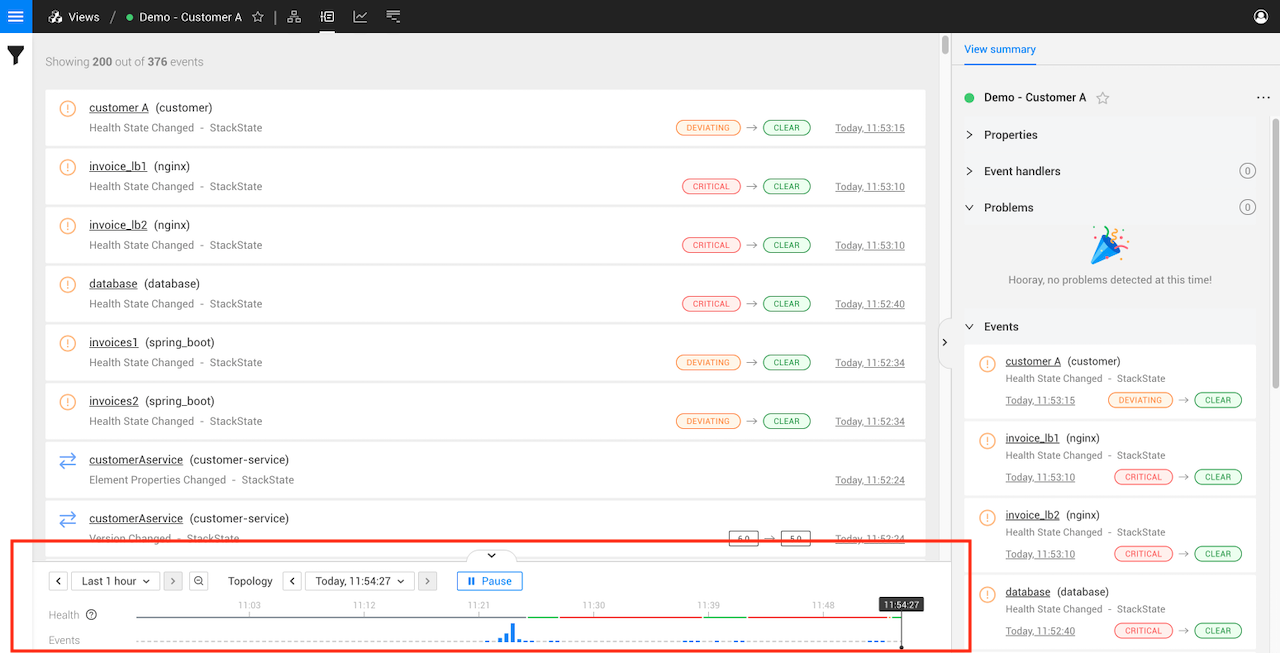 Views / Demo - Customer A
Showing 200 out of 376 events
customer A (customer)
Health State Changed - StackState
DEVIATING → CLEAR Today, 11:53:15
invoice_lb1 (nginx)
Health State Changed - StackState
CRITICAL → CLEAR Today, 11:53:10
invoice_lb2 (nginx)
Health State Changed - StackState
CRITICAL → CLEAR Today, 11:53:10
database (database)
Health State Changed - StackState
CRITICAL → CLEAR Today, 11:52:40
invoices1 (spring_boot)
Health State Changed - StackState
DEVIATING → CLEAR Today, 11:52:34
invoices2 (spring_boot)
Health State Changed - StackState
DEVIATING → CLEAR Today, 11:52:34
customerAservice (customer-service)
Element Properties Changed - StackState
Today, 11:52:24
customerAservice (customer-service)
Version Changed - StackState
6.0 → 5.0 Today, 11:52:24
Last 1 hour Topology Today, 11:54:27 Pause
11:03 11:12 11:21 11:30 11:39 11:48 11:54:27
Health
Events
View summary
Demo - Customer A
Properties
Event handlers 0
Problems 0
Hooray, no problems detected at this time!
Events
customer A (customer)
Health State Changed - StackState
Today, 11:53:15 DEVIATING → CLEAR
invoice_lb1 (nginx)
Health State Changed - StackState
Today, 11:53:10 CRITICAL → CLEAR
invoice_lb2 (nginx)
Health State Changed - StackState
Today, 11:53:10 CRITICAL → CLEAR
database (database)
Health State Changed - StackState
Today, 11:52:40 CRITICAL → CLEAR